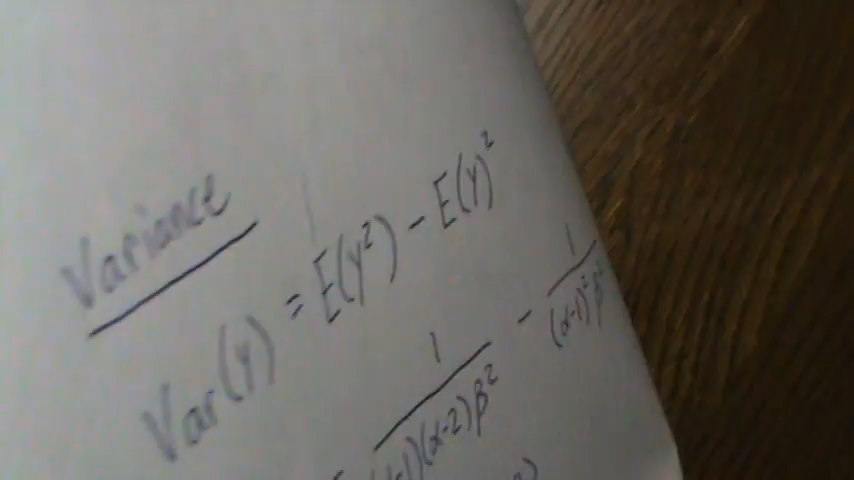 Variance
Var(Y) = E(Y²) - E(Y)²
1/(α-1)(α-2)β² - 1/(α-1)²β²